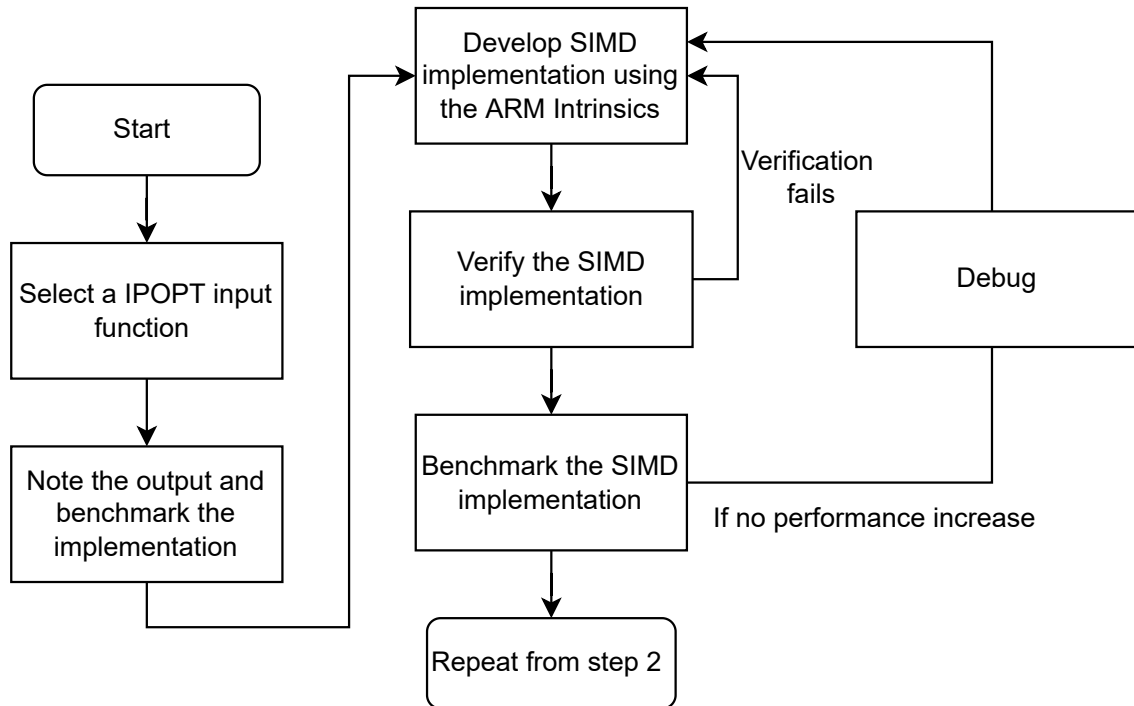 Start
Select a IPOPT input
function
Note the output and
benchmark the
implementation
Develop SIMD
implementation using
the ARM Intrinsics
Verification
fails
Verify the SIMD
implementation
Debug
Benchmark the SIMD
implementation
If no performance increase
Repeat from step 2